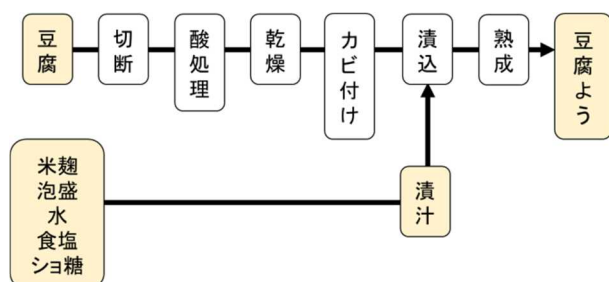 豆腐
切断
酸処理
乾燥
カビ付け
漬込
熟成
豆腐よう
米麹
泡盛
水
食塩
ショ糖
漬汁